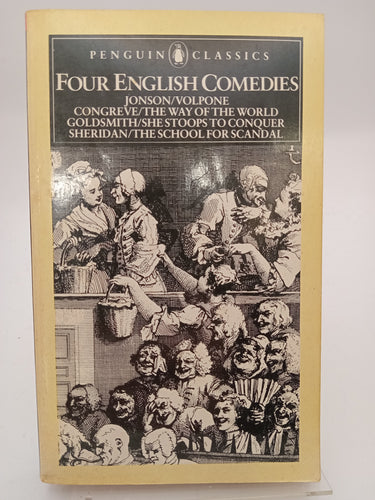 PENGUIN CLASSICS
FOUR ENGLISH COMEDIES
JONSON/VOLPONE
CONGREVE/THE WAY OF THE WORLD
GOLDSMITH/SHE STOOPS TO CONQUER
SHERIDAN/THE SCHOOL FOR SCANDAL